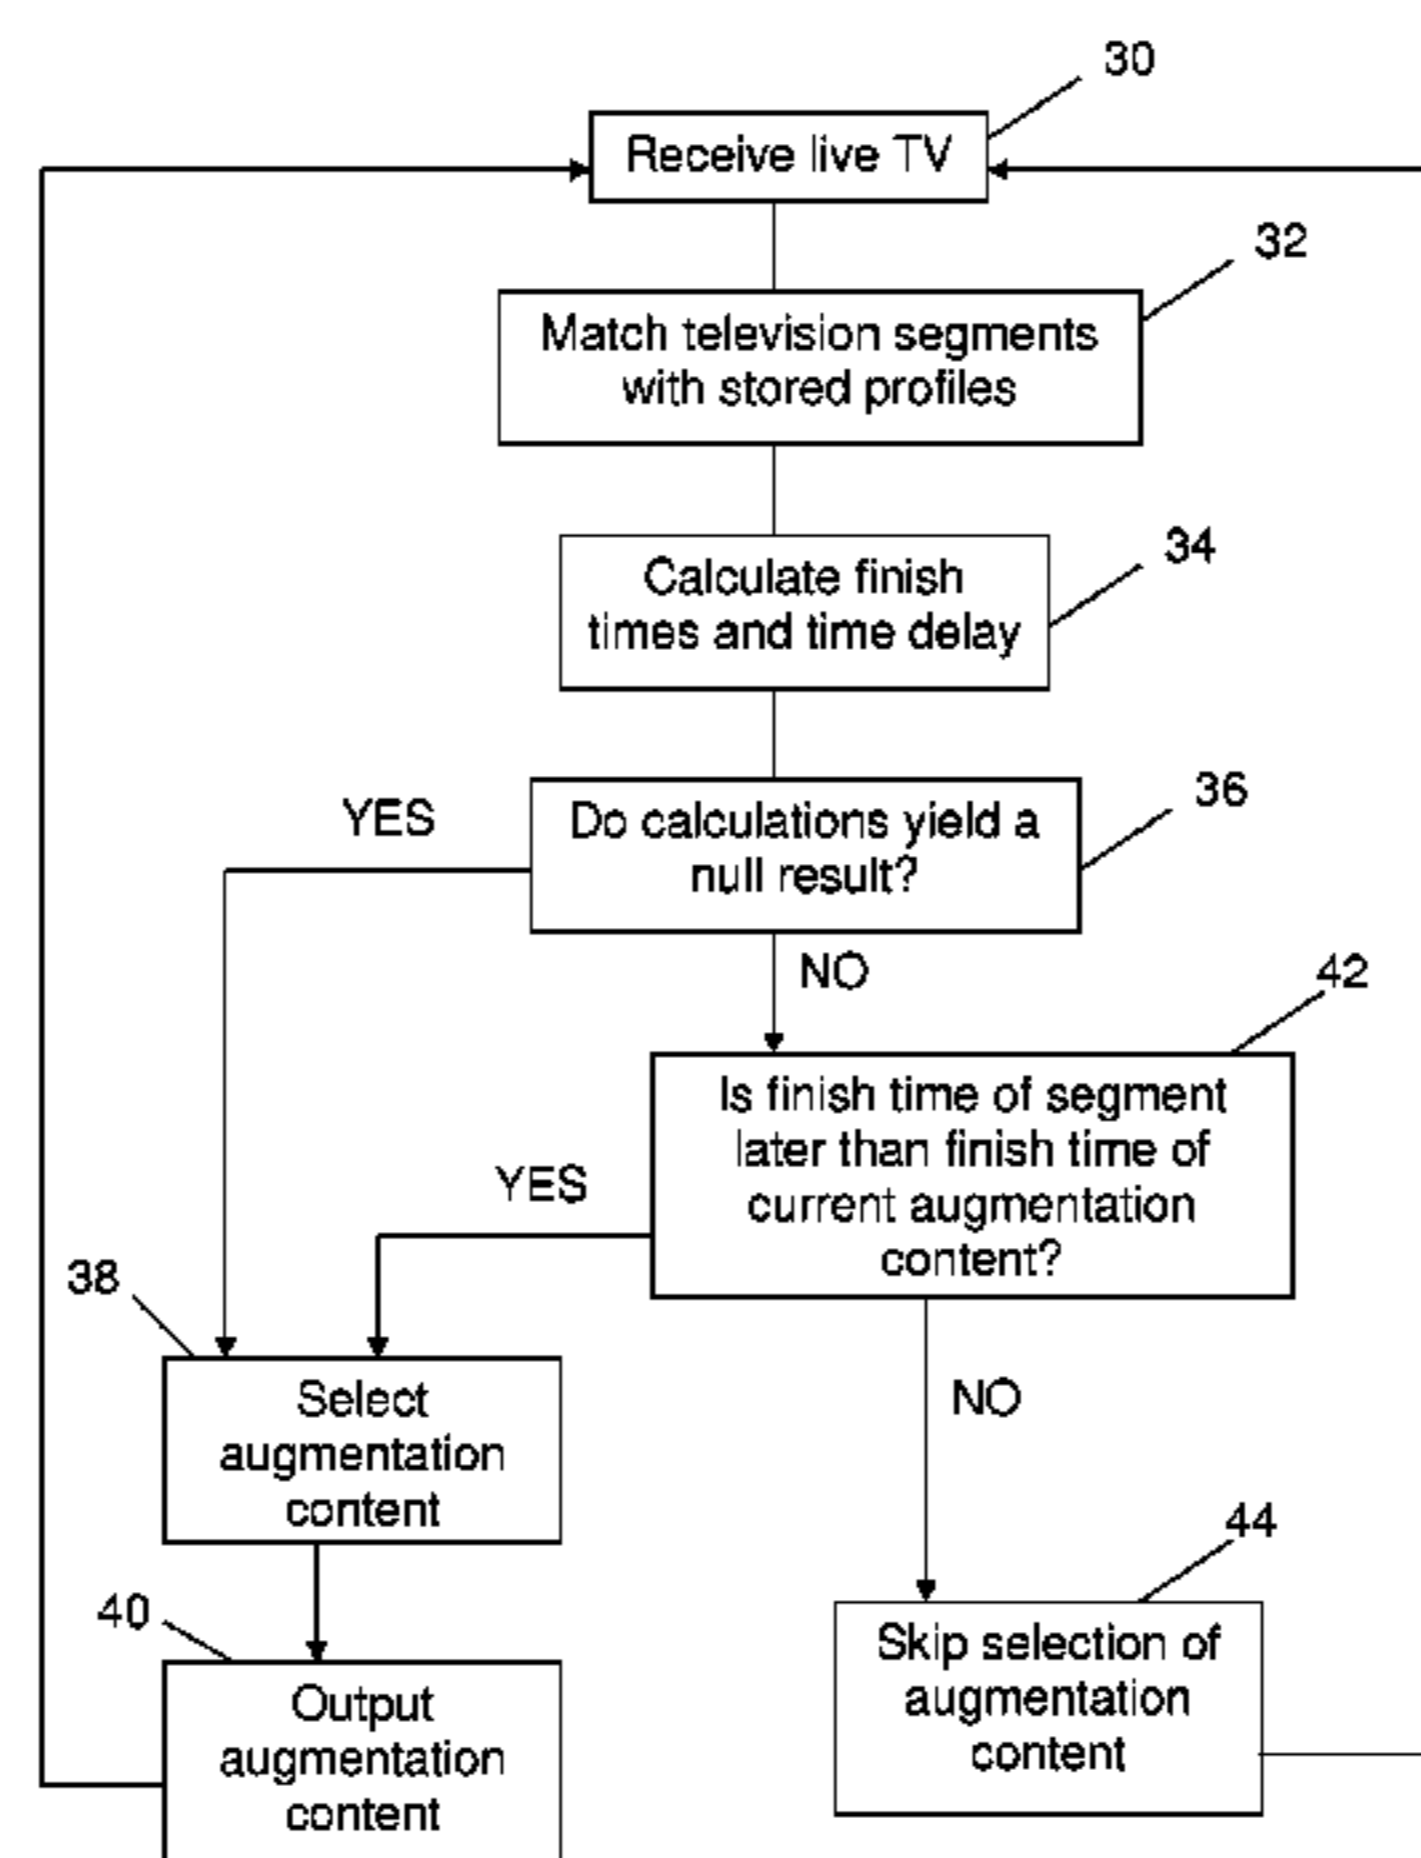 30
Receive live TV
32
Match television segments
with stored profiles
34
Calculate finish
times and time delay
36
YES
Do calculations yield a
null result?
NO
42
Is finish time of segment
later than finish time of
current augmentation
content?
YES
38
Select
augmentation
content
NO
44
40
Output
augmentation
content
Skip selection of
augmentation
content